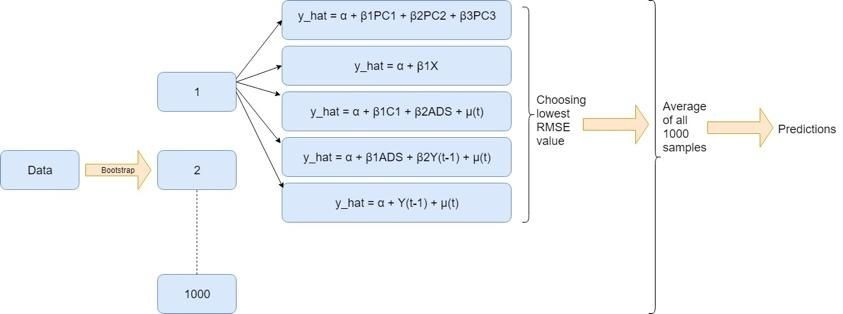 Data
Bootstrap
1
2
1000
y_hat = α + β1PC1 + β2PC2 + β3PC3
y_hat = α + β1X
y_hat = α + β1C1 + β2ADS + μ(t)
y_hat = α + β1ADS + β2Y(t-1) + μ(t)
y_hat = α + Y(t-1) + μ(t)
Choosing
lowest
RMSE
value
Average
of all
1000
samples
Predictions